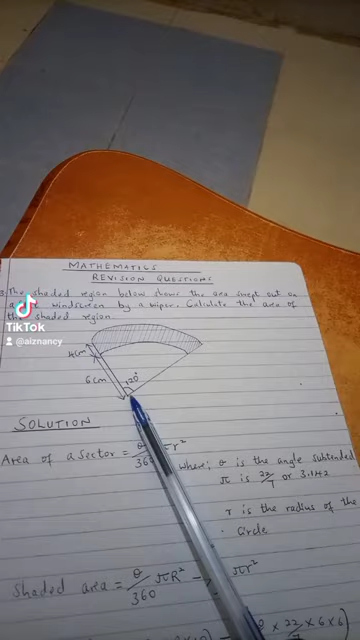 MATHEMATICS
REVISION QUESTIONS
3. The shaded region below shows the area swept out on
windscreen by a wiper. Calculate the area of
the shaded region.
TikTok
@aiznancy
4cm
6cm
120°
SOLUTION
Area of a Sector = θ/360 πr²
where; θ is the angle subtended
π is 22/7 or 3.142
r is the radius of the
circle
Shaded area = θ/360 πR² - πr²
× 22/7 × 6 × 6)